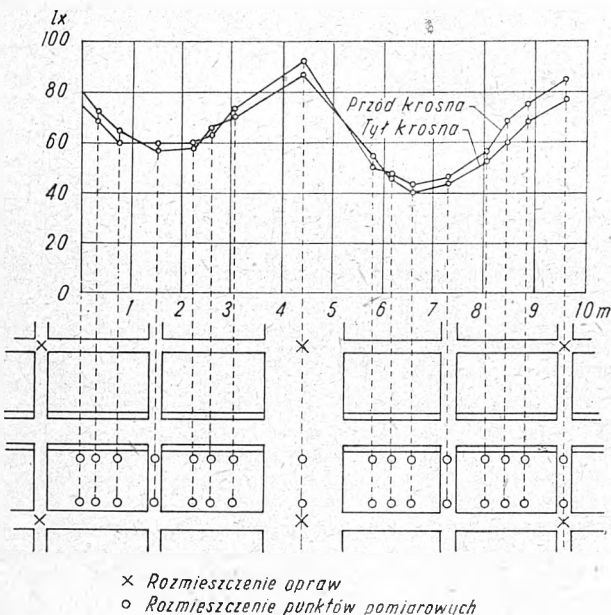 lx
100
80
60
40
20
0
Przód krosna
Tył krosna
1 2 3 4 5 6 7 8 9 10 m
× Rozmieszczenie opraw
o Rozmieszczenie punktów pomiarowych